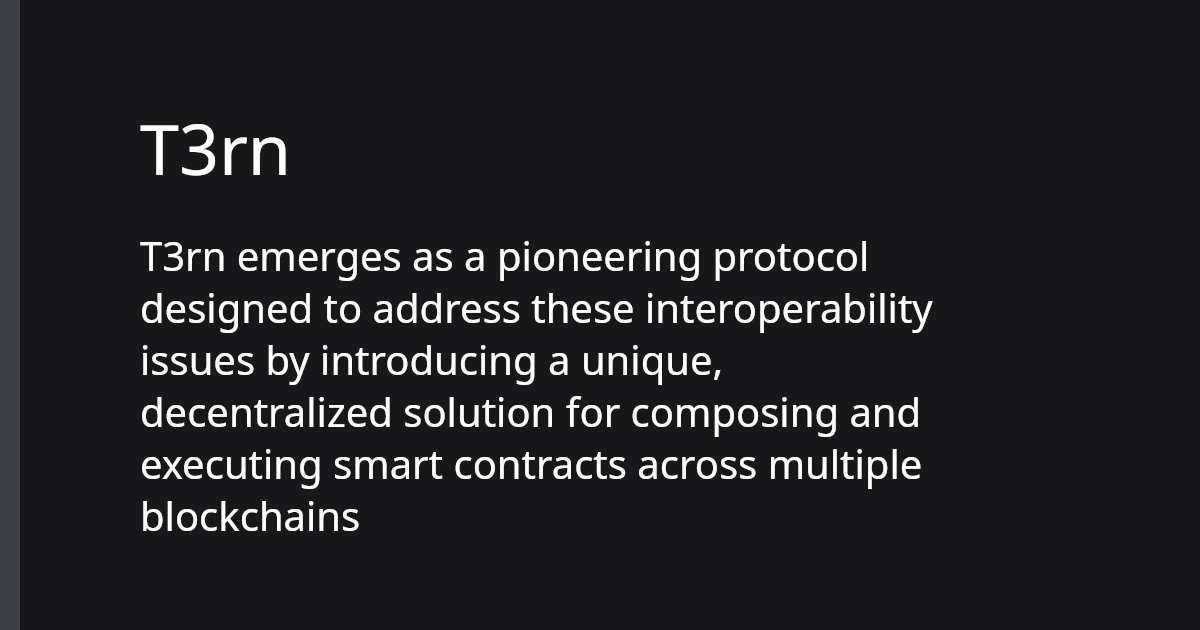 T3rn
T3rn emerges as a pioneering protocol
designed to address these interoperability
issues by introducing a unique,
decentralized solution for composing and
executing smart contracts across multiple
blockchains